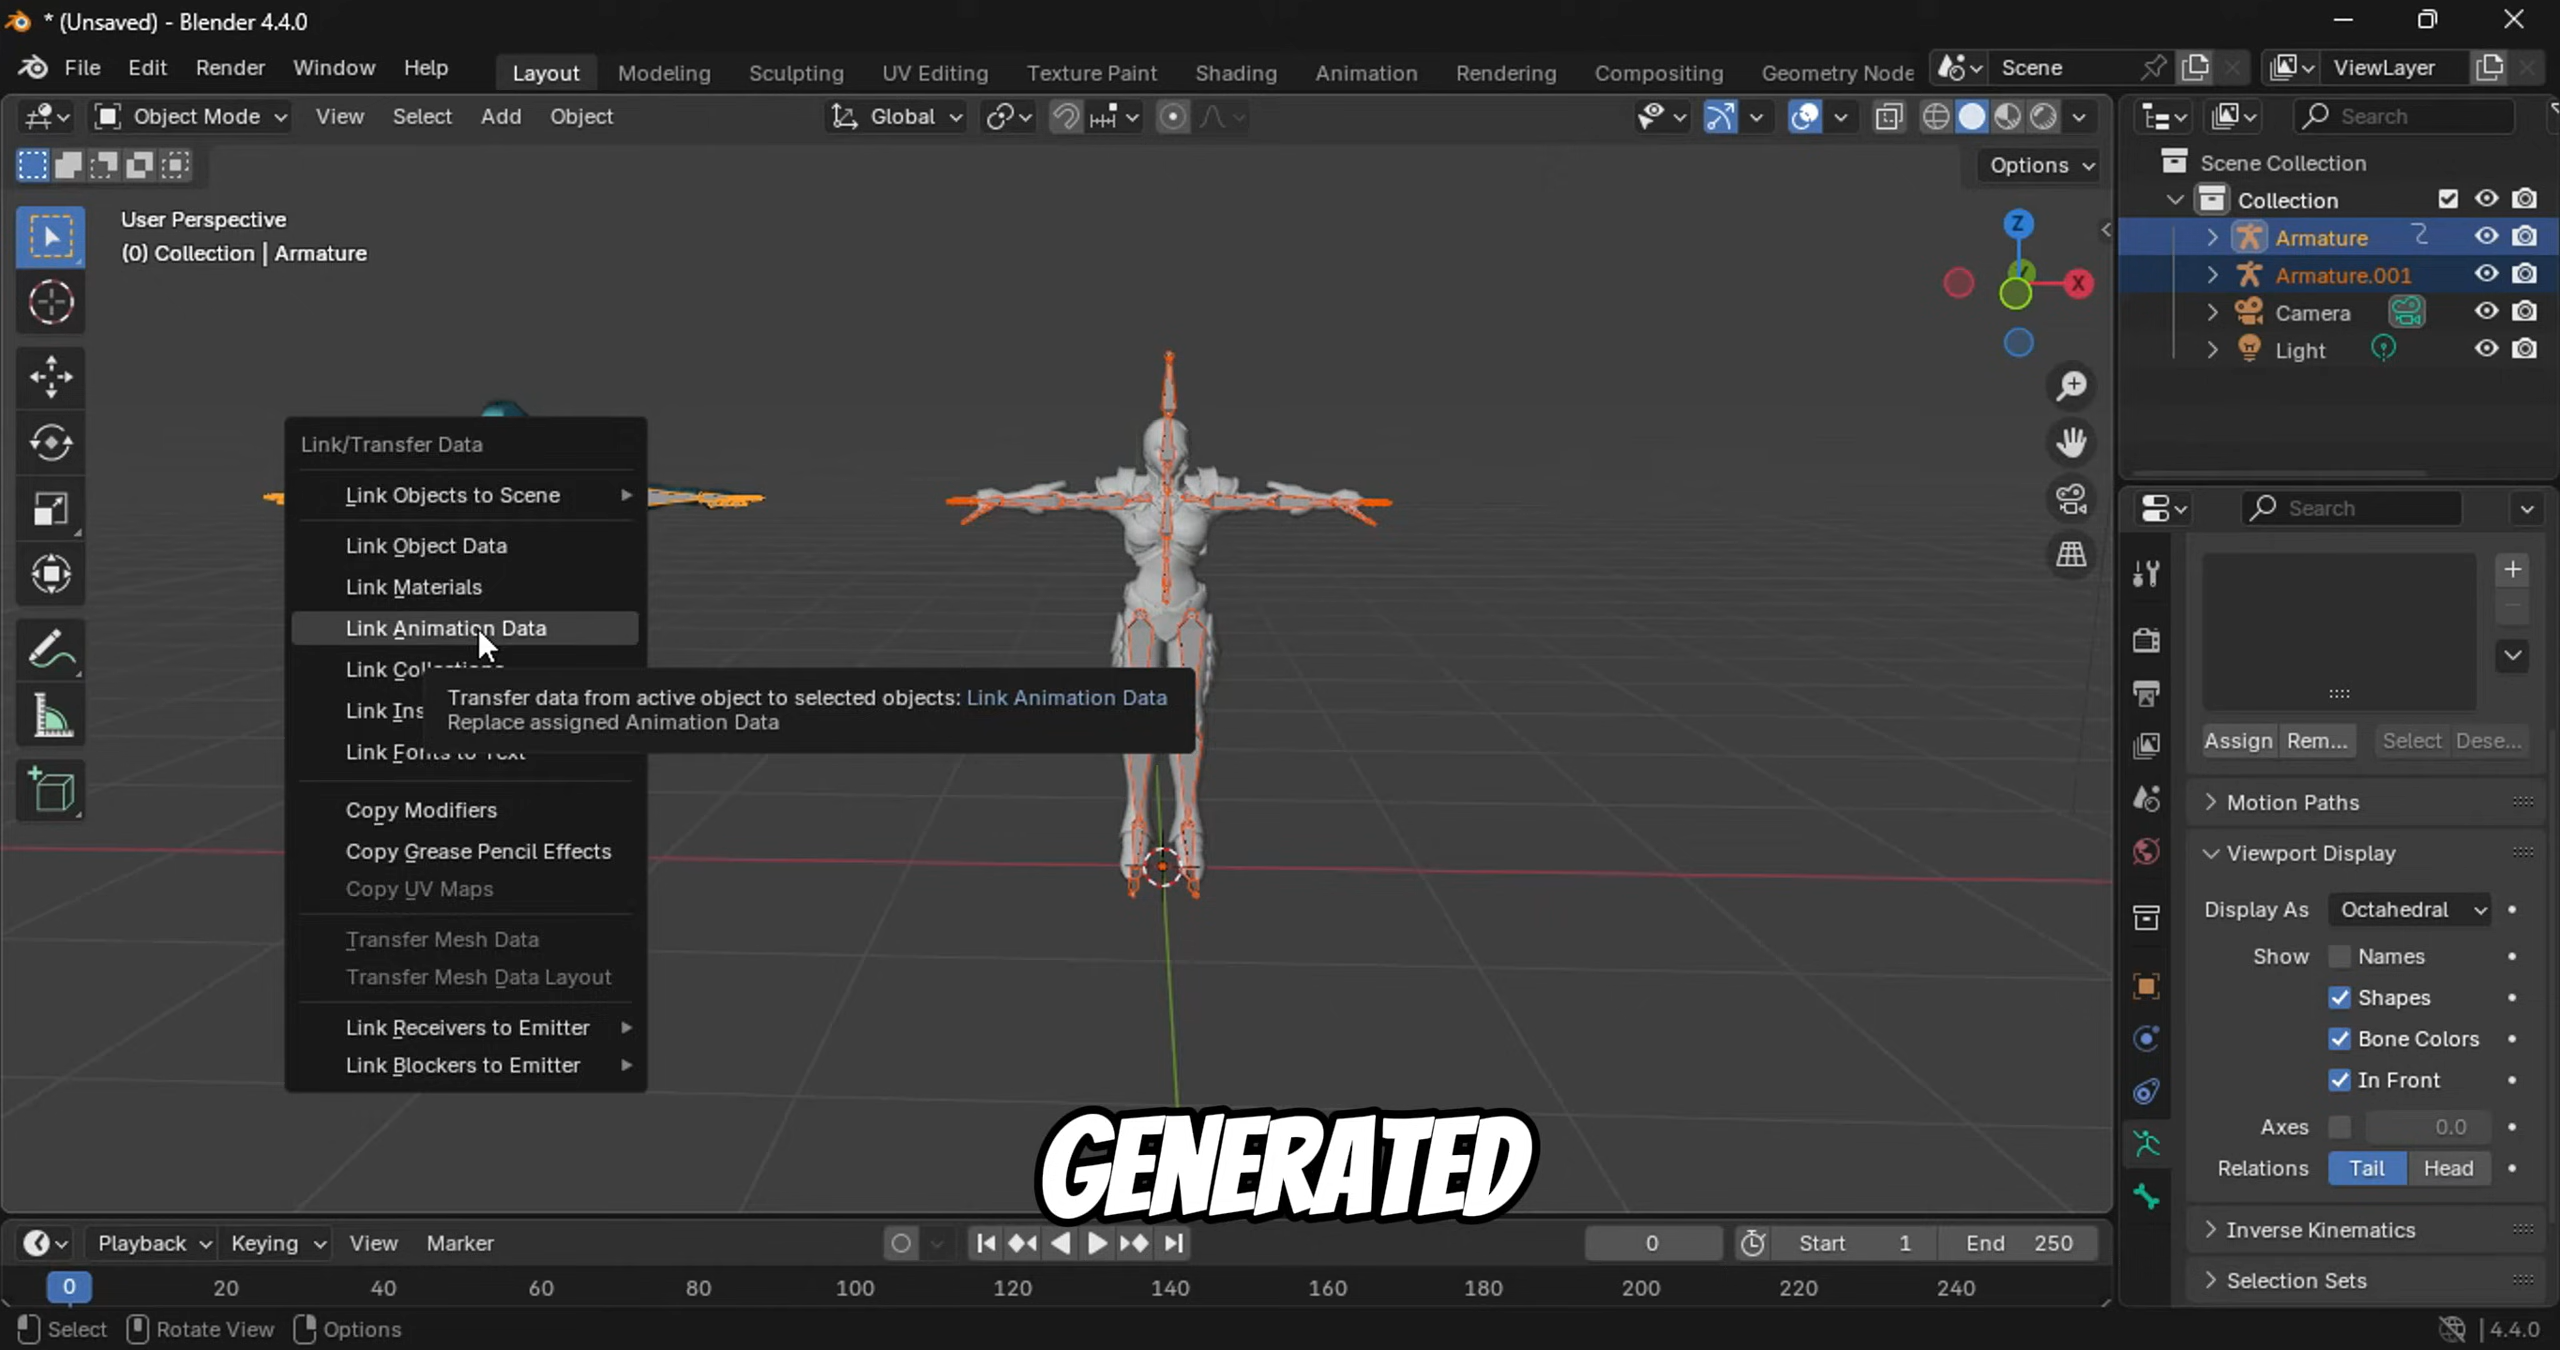 * (Unsaved) - Blender 4.4.0
File Edit Render Window Help Layout Modeling Sculpting UV Editing Texture Paint Shading Animation Rendering Compositing Geometry Node Scene ViewLayer
Object Mode View Select Add Object Global Search
Options
User Perspective
(0) Collection | Armature
Z
X
Scene Collection
Collection
Armature
Armature.001
Camera
Light
Link/Transfer Data
Link Objects to Scene
Link Object Data
Link Materials
Link Animation Data
Link
Link
Link Fonts to Text
Transfer data from active object to selected objects: Link Animation Data
Replace assigned Animation Data
Copy Modifiers
Copy Grease Pencil Effects
Copy UV Maps
Transfer Mesh Data
Transfer Mesh Data Layout
Link Receivers to Emitter
Link Blockers to Emitter
Search
Assign Rem... Select Dese...
Motion Paths
Viewport Display
Display As Octahedral
Show Names
Shapes
Bone Colors
In Front
Axes 0.0
Relations Tail Head
Inverse Kinematics
Selection Sets
GENERATED
Playback Keying View Marker 0 Start 1 End 250
0 20 40 60 80 100 120 140 160 180 200 220 240
Select Rotate View Options 4.4.0